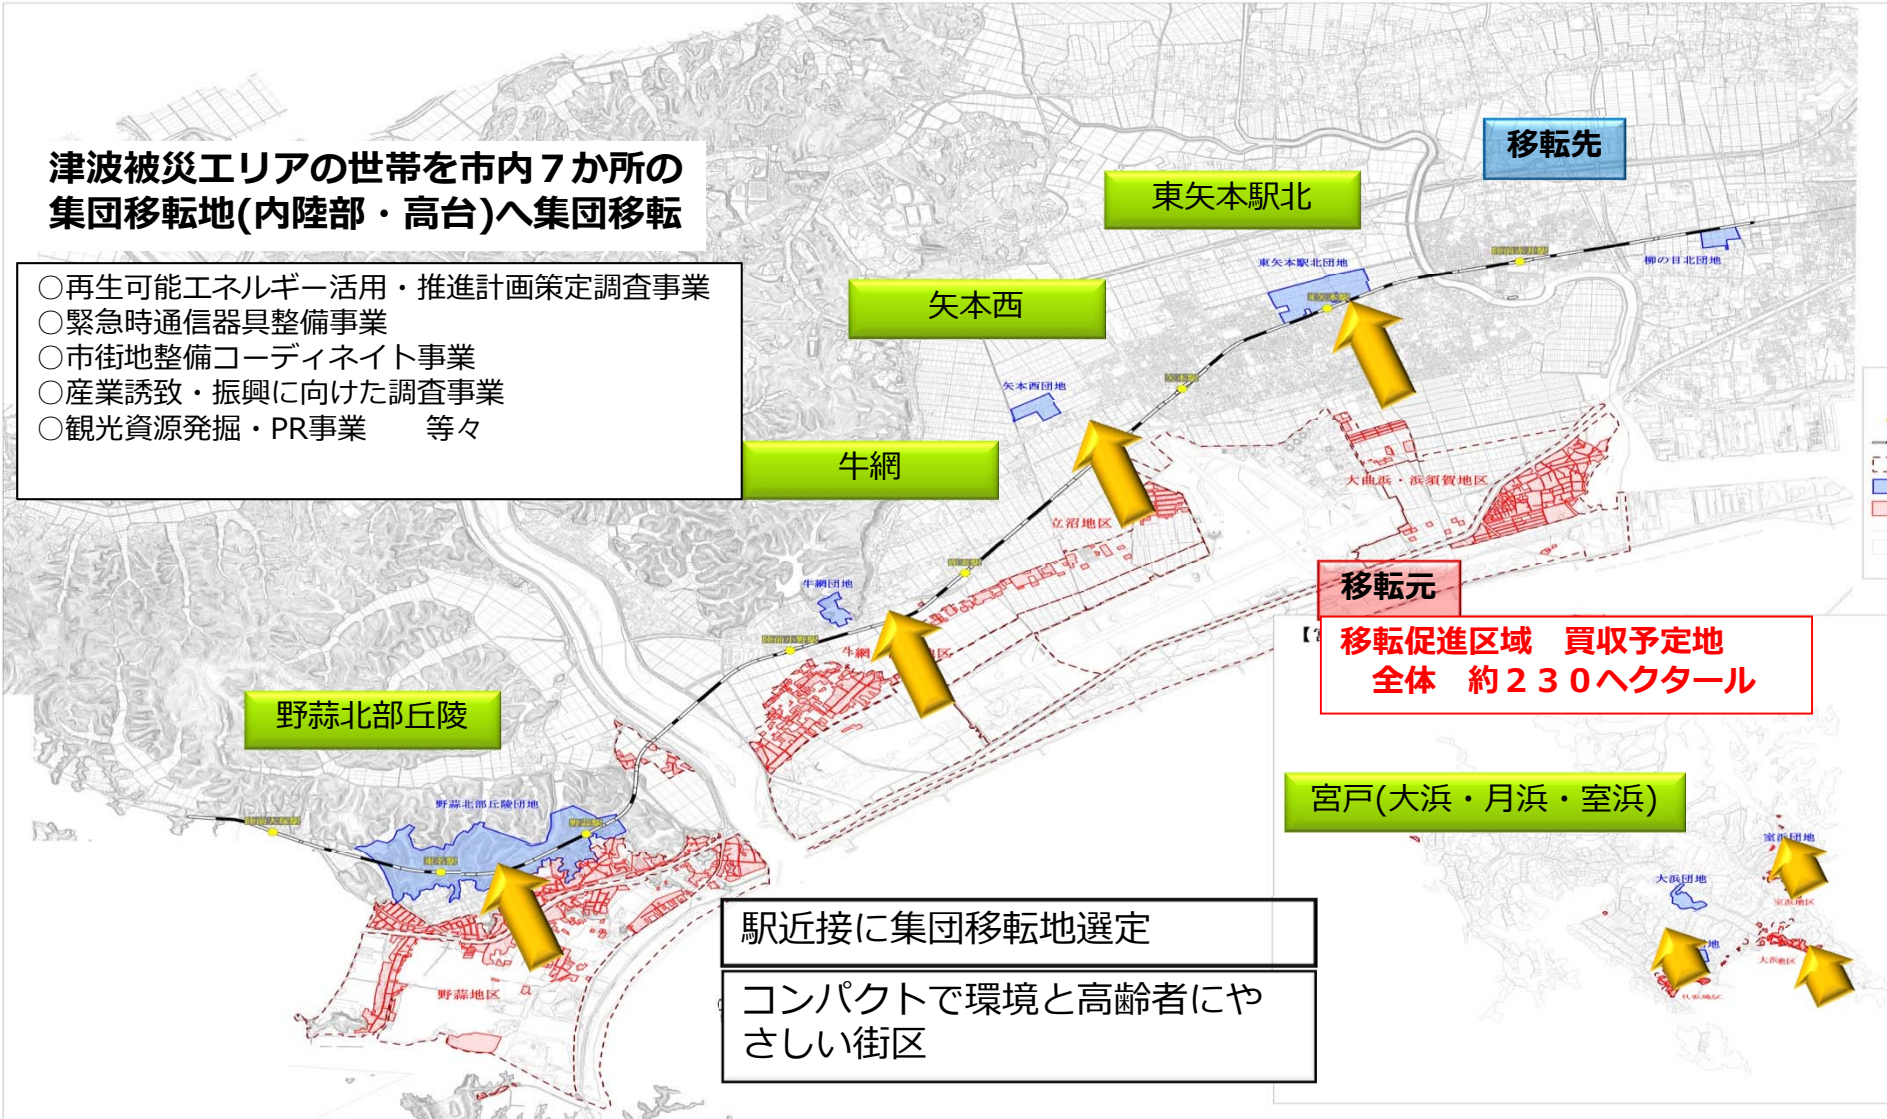 津波被災エリアの世帯を市内７か所の
集団移転地(内陸部・高台)へ集団移転
○再生可能エネルギー活用・推進計画策定調査事業
○緊急時通信器具整備事業
○市街地整備コーディネイト事業
○産業誘致・振興に向けた調査事業
○観光資源発掘・PR事業　　等々
移転先
東矢本駅北
東矢本駅北団地
柳の目北団地
矢本西
矢本西団地
牛網
大曲浜・浜須賀地区
立沼地区
牛網団地
移転元
移転促進区域　買収予定地
全体　約２３０ヘクタール
野蒜北部丘陵
野蒜北部丘陵団地
野蒜地区
宮戸(大浜・月浜・室浜)
室浜団地
大浜団地
室浜地区
大浜地区
駅近接に集団移転地選定
コンパクトで環境と高齢者にや
さしい街区